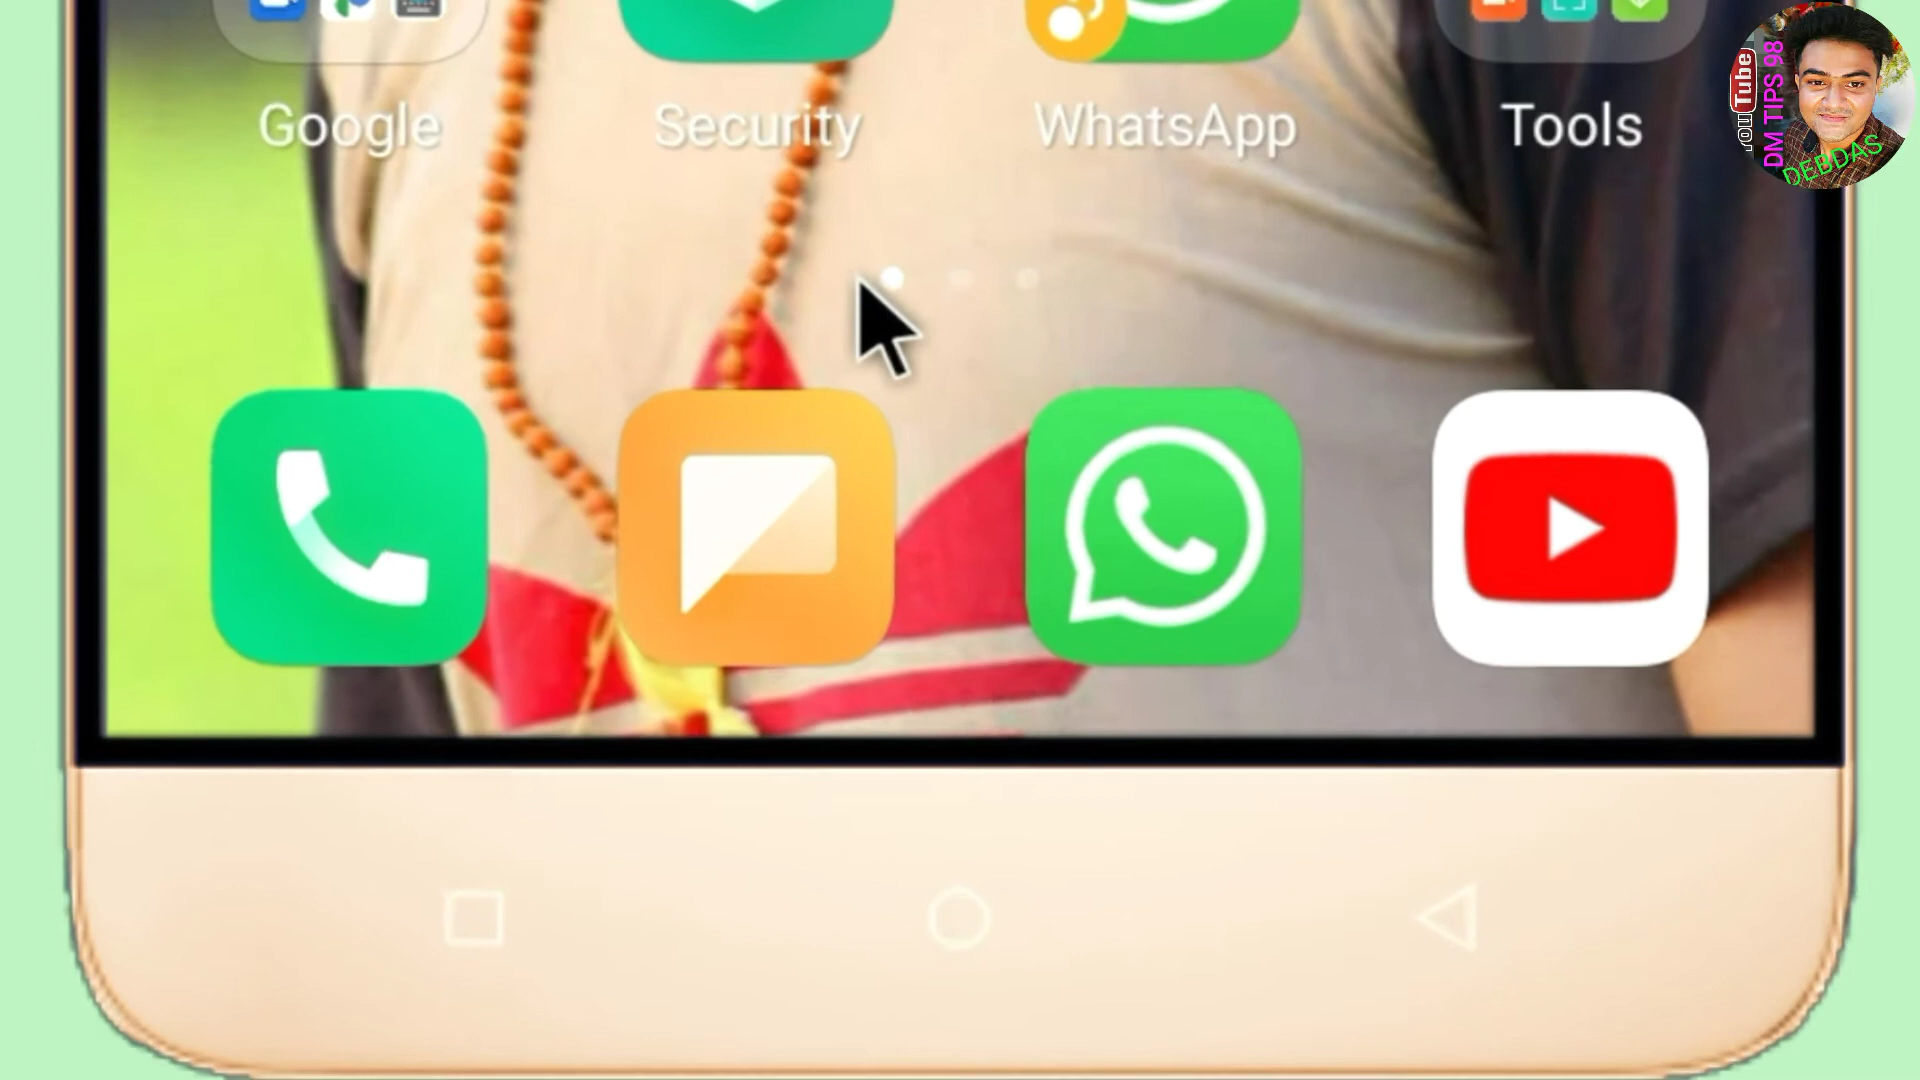 Google
Security
WhatsApp
Tools
YouTube
DM TIPS 98
DEBDAS